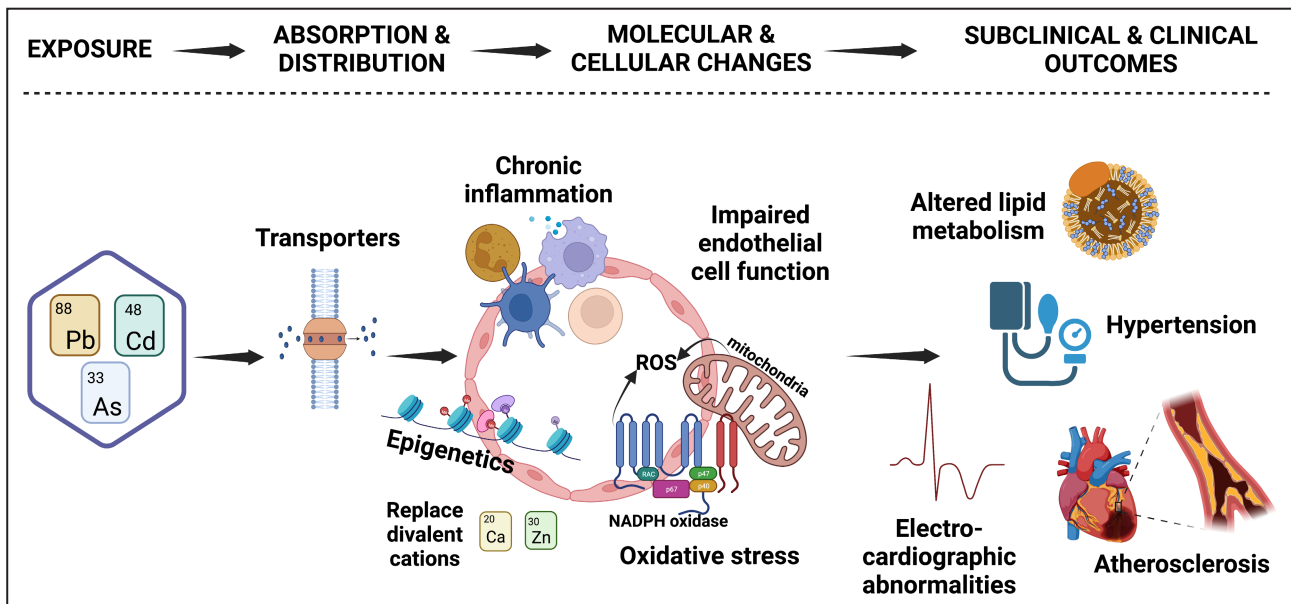 EXPOSURE
ABSORPTION &
DISTRIBUTION
MOLECULAR &
CELLULAR CHANGES
SUBCLINICAL & CLINICAL
OUTCOMES
88
Pb
48
Cd
33
As
Transporters
Chronic
inflammation
Impaired
endothelial
cell function
ROS
mitochondria
Epigenetics
RAC
p47
p67
p40
NADPH oxidase
Oxidative stress
Replace
divalent
cations
20
Ca
30
Zn
Altered lipid
metabolism
Hypertension
Electro-
cardiographic
abnormalities
Atherosclerosis